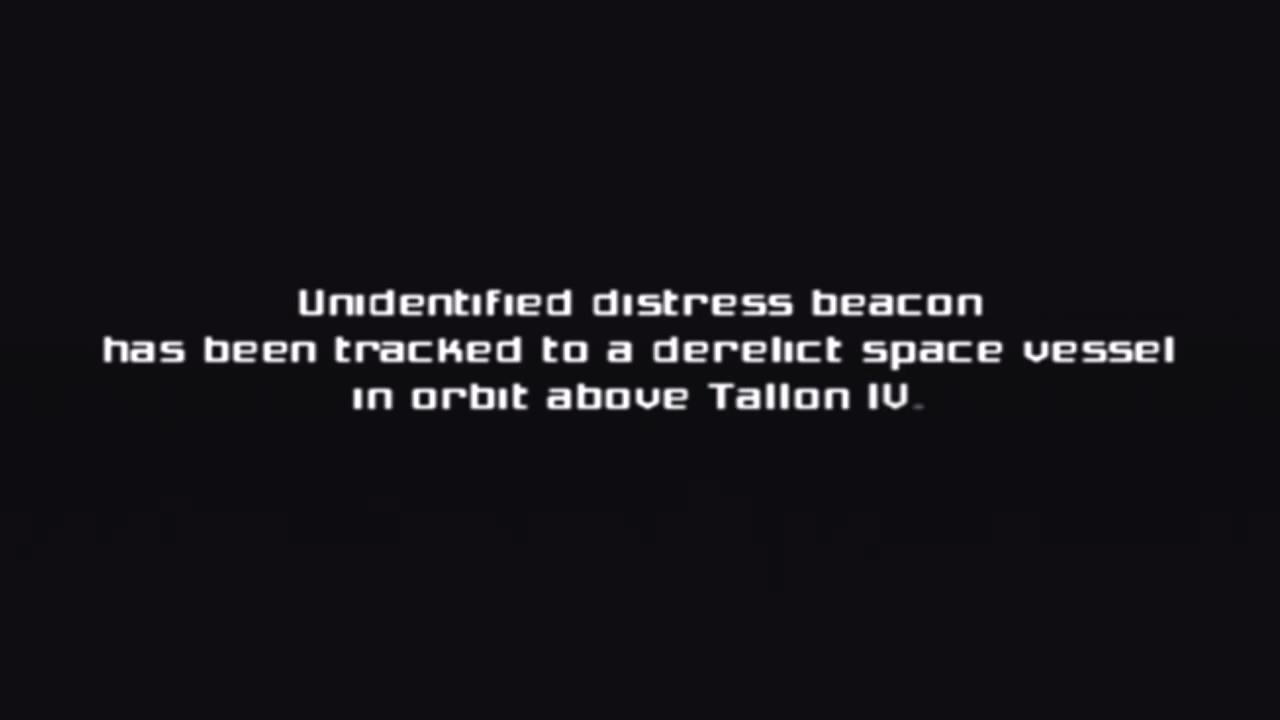 Unidentified distress beacon
has been tracked to a derelict space vessel
in orbit above Tallon IV.